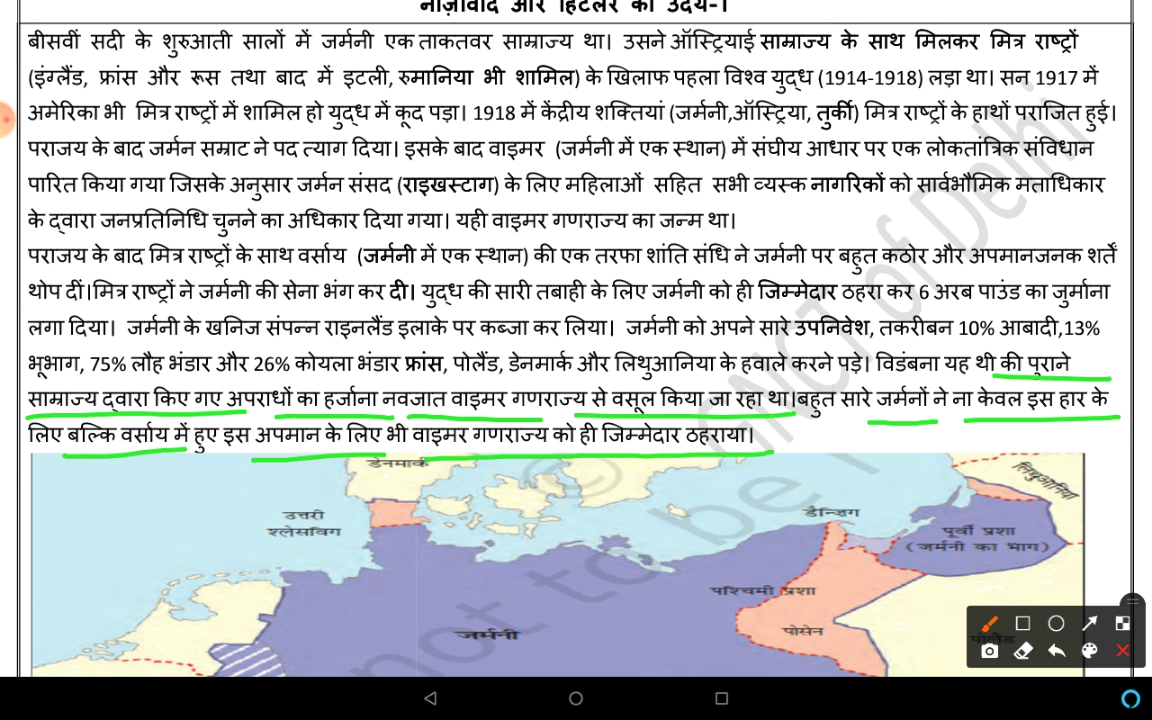 नाज़ीवाद और हिटलर का उदय-1
बीसवीं सदी के शुरुआती सालों में जर्मनी एक ताकतवर साम्राज्य था। उसने ऑस्ट्रियाई साम्राज्य के साथ मिलकर मित्र राष्ट्रों
(इंग्लैंड, फ्रांस और रूस तथा बाद में इटली, रुमानिया भी शामिल) के खिलाफ पहला विश्व युद्ध (1914-1918) लड़ा था। सन 1917 में
अमेरिका भी मित्र राष्ट्रों में शामिल हो युद्ध में कूद पड़ा। 1918 में केंद्रीय शक्तियां (जर्मनी,ऑस्ट्रिया, तुर्की) मित्र राष्ट्रों के हाथों पराजित हुई।
पराजय के बाद जर्मन सम्राट ने पद त्याग दिया। इसके बाद वाइमर (जर्मनी में एक स्थान) में संघीय आधार पर एक लोकतांत्रिक संविधान
पारित किया गया जिसके अनुसार जर्मन संसद (राइखस्टाग) के लिए महिलाओं सहित सभी व्यस्क नागरिकों को सार्वभौमिक मताधिकार
के द्वारा जनप्रतिनिधि चुनने का अधिकार दिया गया। यही वाइमर गणराज्य का जन्म था।
पराजय के बाद मित्र राष्ट्रों के साथ वर्साय (जर्मनी में एक स्थान) की एक तरफा शांति संधि ने जर्मनी पर बहुत कठोर और अपमानजनक शर्तें
थोप दीं।मित्र राष्ट्रों ने जर्मनी की सेना भंग कर दी। युद्ध की सारी तबाही के लिए जर्मनी को ही जिम्मेदार ठहरा कर 6 अरब पाउंड का जुर्माना
लगा दिया। जर्मनी के खनिज संपन्न राइनलैंड इलाके पर कब्जा कर लिया। जर्मनी को अपने सारे उपनिवेश, तकरीबन 10% आबादी,13%
भूभाग, 75% लौह भंडार और 26% कोयला भंडार फ्रांस, पोलैंड, डेनमार्क और लिथुआनिया के हवाले करने पड़े। विडंबना यह थी की पुराने
साम्राज्य द्वारा किए गए अपराधों का हर्जाना नवजात वाइमर गणराज्य से वसूल किया जा रहा था।बहुत सारे जर्मनों ने ना केवल इस हार के
लिए बल्कि वर्साय में हुए इस अपमान के लिए भी वाइमर गणराज्य को ही जिम्मेदार ठहराया।
डेनमार्क
लिथुआनिया
उत्तरी
श्लेसविग
डैन्ज़िग
पूर्वी प्रशा
(जर्मनी का भाग)
पश्चिमी प्रशा
जर्मनी
पोसेन
पोलैंड
© GNCT of Delhi
not to be